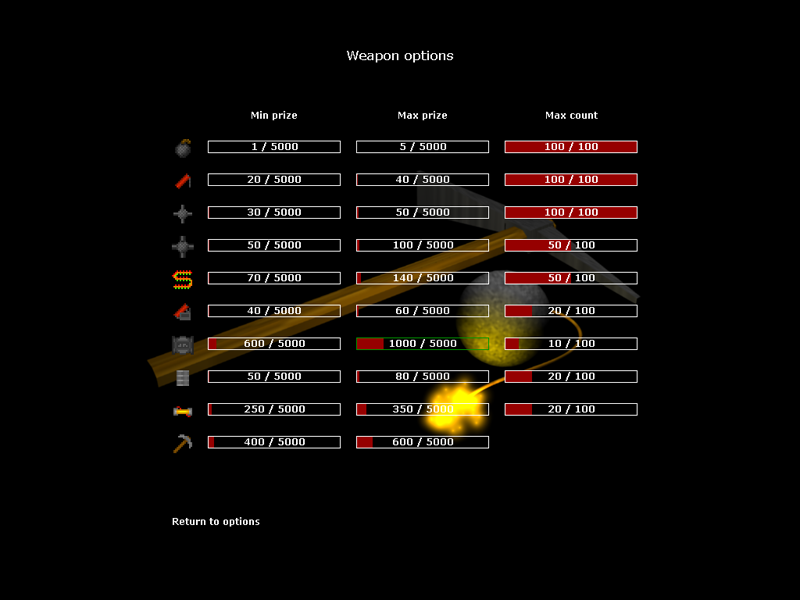 Weapon options
Min prize Max prize Max count
1 / 5000 5 / 5000 100 / 100
20 / 5000 40 / 5000 100 / 100
30 / 5000 50 / 5000 100 / 100
50 / 5000 100 / 5000 50 / 100
70 / 5000 140 / 5000 50 / 100
40 / 5000 60 / 5000 20 / 100
600 / 5000 1000 / 5000 10 / 100
50 / 5000 80 / 5000 20 / 100
250 / 5000 350 / 5000 20 / 100
400 / 5000 600 / 5000
Return to options